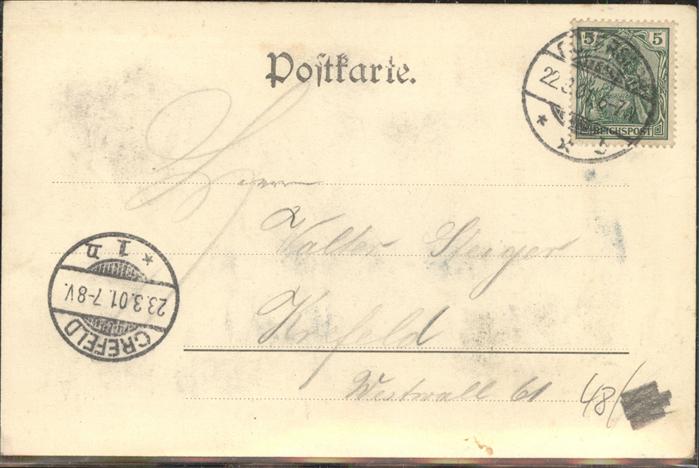 Postkarte.
5 5
REICHSPOST
22.3.
Herrn
Walter Steiger
Krefeld
Westwall 61
48/
CREFELD
23.3.01.7-8V.
* 1 n